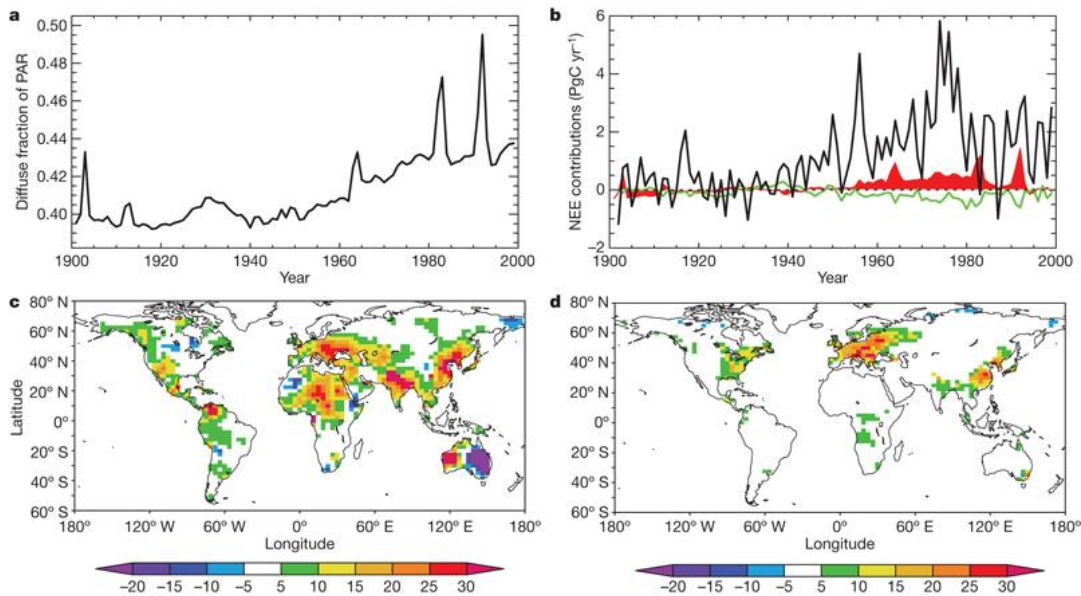 a
Diffuse fraction of PAR
0.50
0.48
0.46
0.44
0.42
0.40
1900 1920 1940 1960 1980 2000
Year
b
NEE contributions (PgC yr⁻¹)
6
4
2
0
−2
1900 1920 1940 1960 1980 2000
Year
c
Latitude
80° N
60° N
40° N
20° N
0°
20° S
40° S
60° S
180° 120° W 60° W 0° 60° E 120° E 180°
Longitude
−20 −15 −10 −5 5 10 15 20 25 30
d
80° N
60° N
40° N
20° N
0°
20° S
40° S
60° S
180° 120° W 60° W 0° 60° E 120° E 180°
Longitude
−20 −15 −10 −5 5 10 15 20 25 30